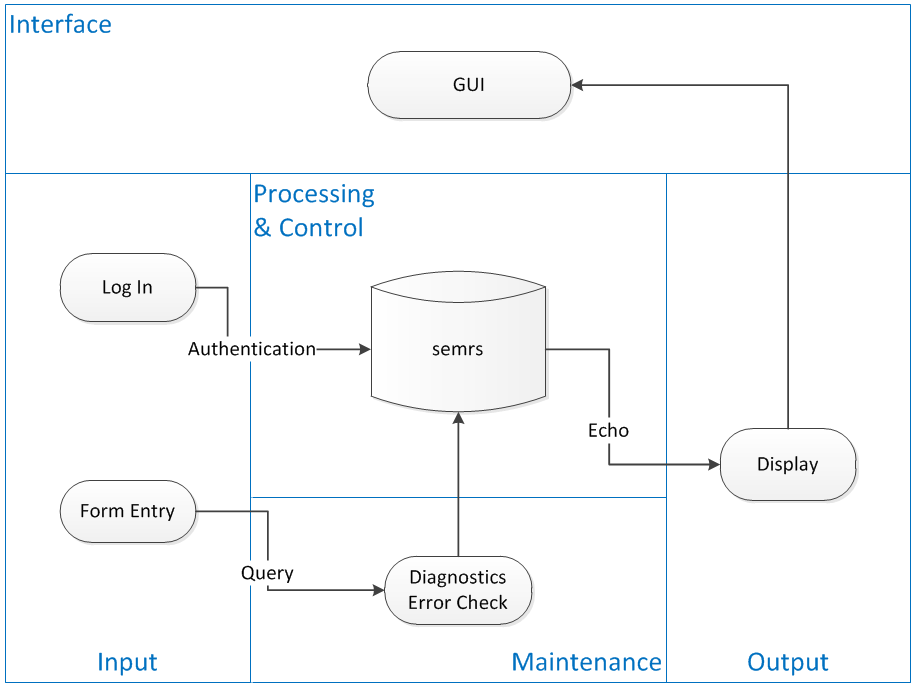 Interface
GUI
Processing
& Control
Log In
Authentication
semrs
Echo
Display
Form Entry
Query
Diagnostics
Error Check
Input
Maintenance
Output